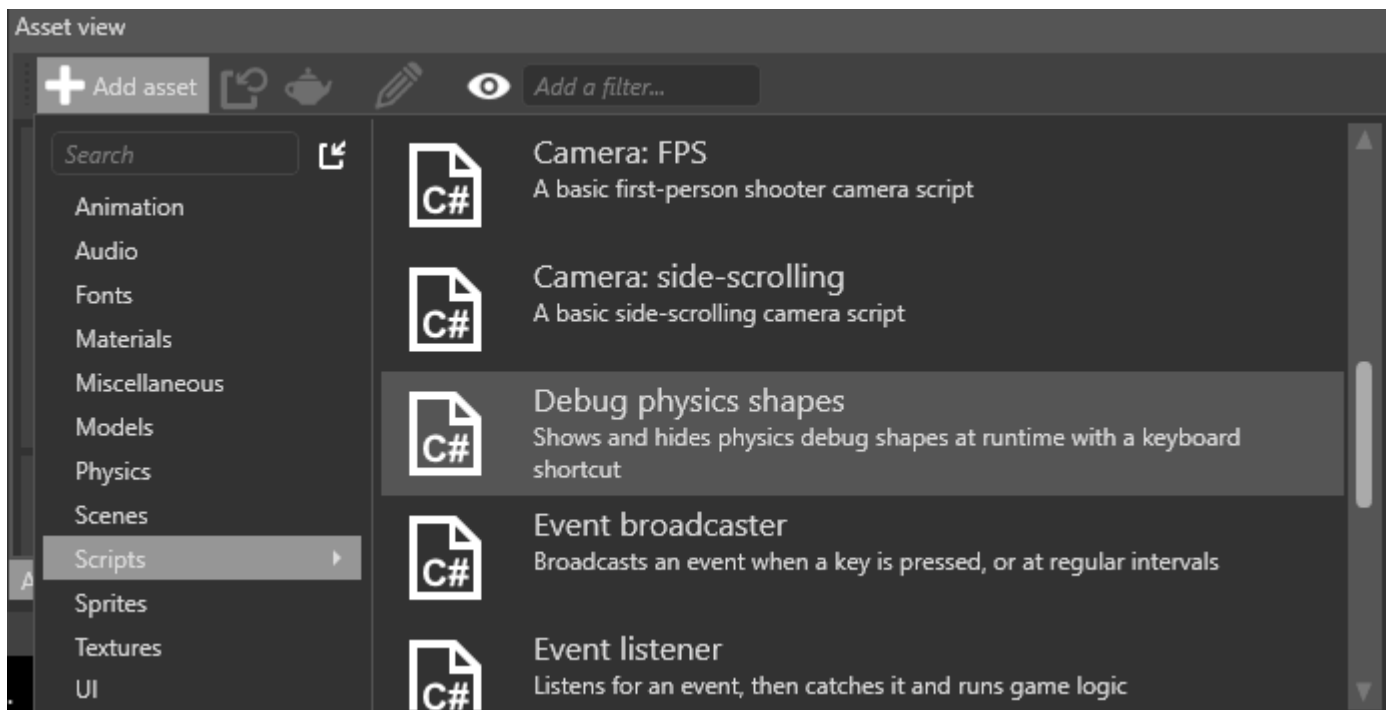 Asset view
Add asset
Add a filter...
Search
Animation
Audio
Fonts
Materials
Miscellaneous
Models
Physics
Scenes
Scripts
Sprites
Textures
UI
C#
Camera: FPS
A basic first-person shooter camera script
C#
Camera: side-scrolling
A basic side-scrolling camera script
C#
Debug physics shapes
Shows and hides physics debug shapes at runtime with a keyboard
shortcut
C#
Event broadcaster
Broadcasts an event when a key is pressed, or at regular intervals
C#
Event listener
Listens for an event, then catches it and runs game logic